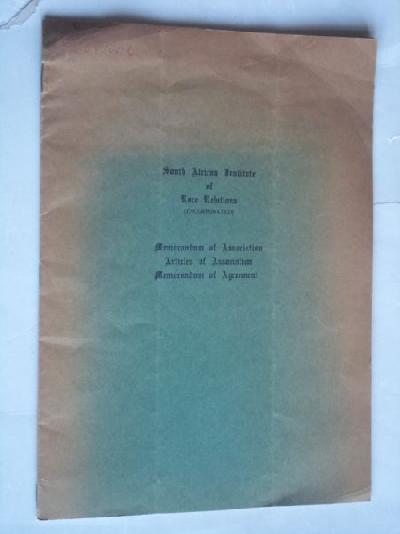 South African Institute
of
Race Relations
(INCORPORATED)
Memorandum of Association
Articles of Association
Memorandum of Agreement